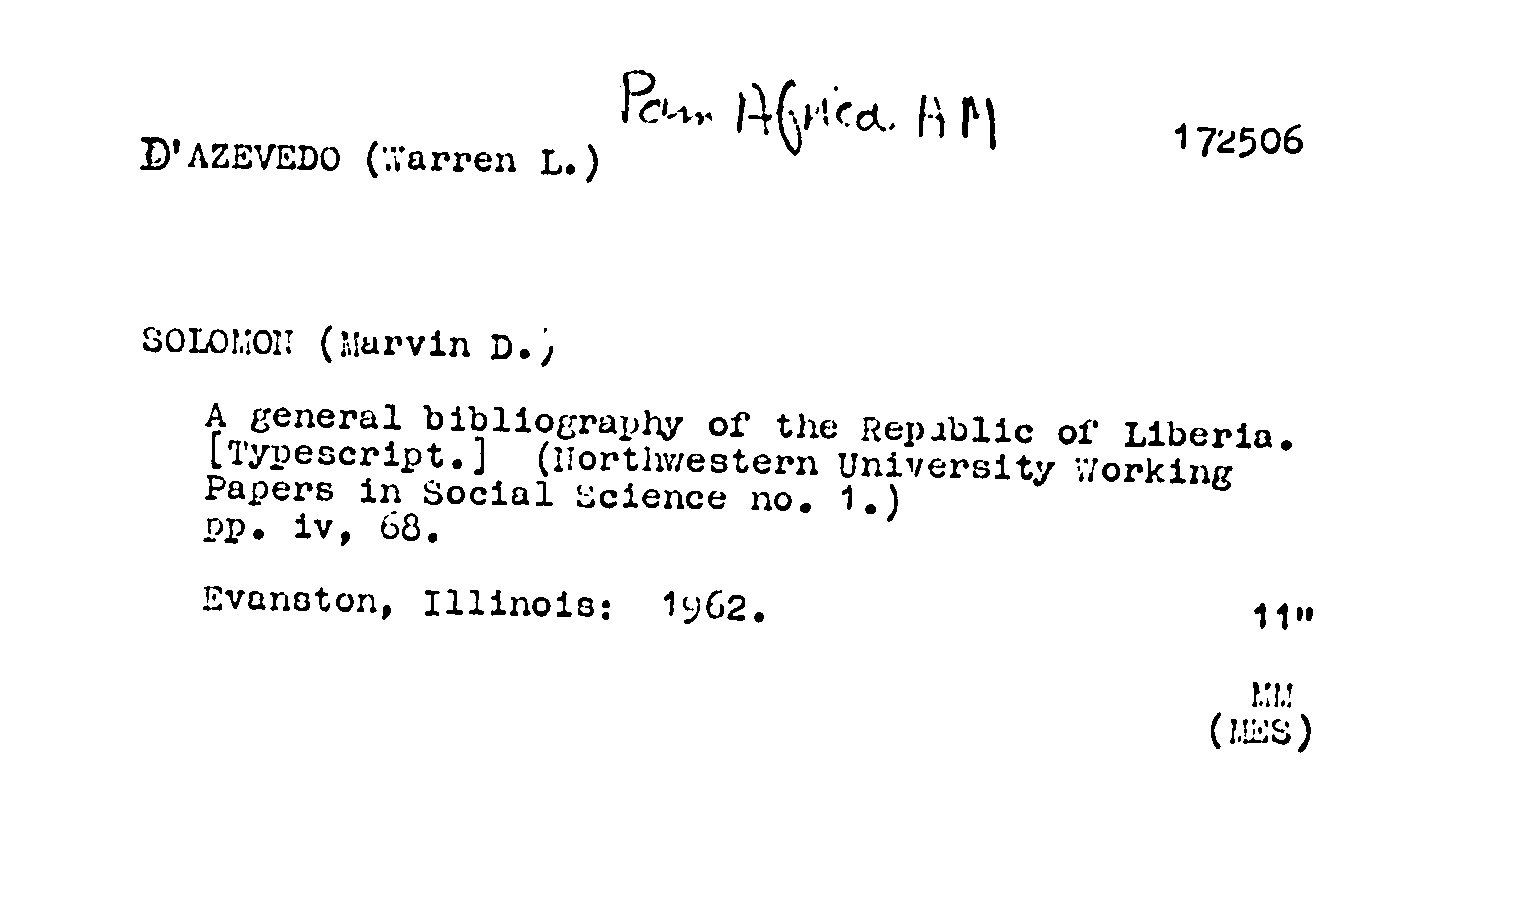 Pam Africa. AM
172506
D'AZEVEDO (Warren L.)
SOLOMON (Marvin D.)
A general bibliography of the Republic of Liberia.
[Typescript.] (Northwestern University Working
Papers in Social Science no. 1.)
pp. iv, 68.
Evanston, Illinois: 1962.
11"
MM
(MES)